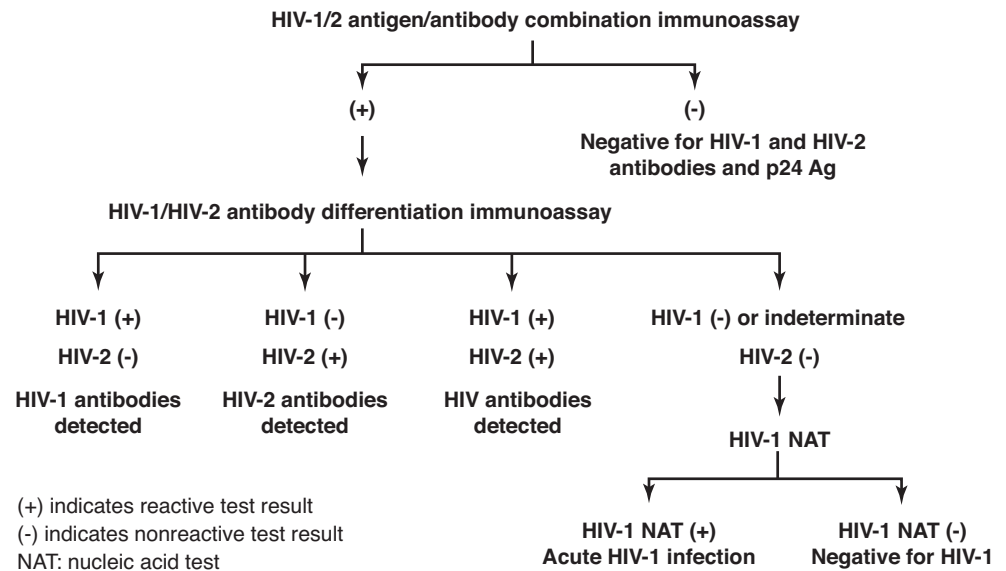 HIV-1/2 antigen/antibody combination immunoassay
(+)
(-)
Negative for HIV-1 and HIV-2
antibodies and p24 Ag
HIV-1/HIV-2 antibody differentiation immunoassay
HIV-1 (+)
HIV-2 (-)
HIV-1 antibodies
detected
HIV-1 (-)
HIV-2 (+)
HIV-2 antibodies
detected
HIV-1 (+)
HIV-2 (+)
HIV antibodies
detected
HIV-1 (-) or indeterminate
HIV-2 (-)
HIV-1 NAT
HIV-1 NAT (+)
Acute HIV-1 infection
HIV-1 NAT (-)
Negative for HIV-1
(+) indicates reactive test result
(-) indicates nonreactive test result
NAT: nucleic acid test